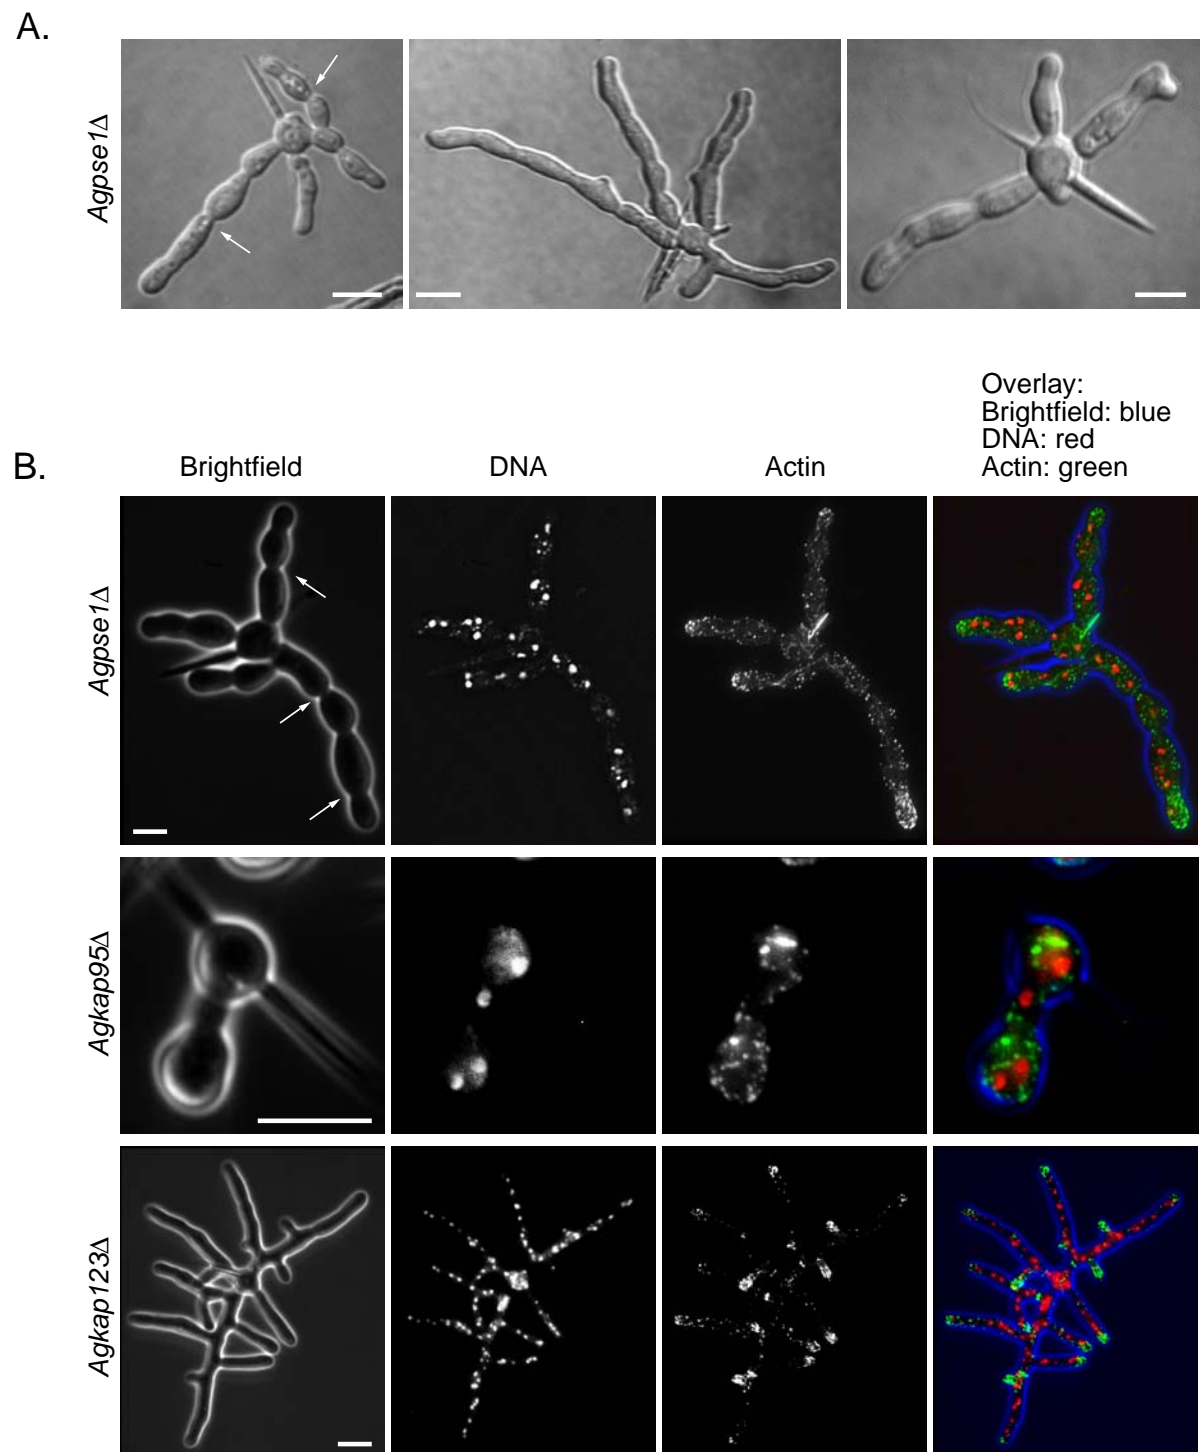 A.
Agpse1Δ
Overlay:
Brightfield: blue
DNA: red
Actin: green
B.
Brightfield
DNA
Actin
Agpse1Δ
Agkap95Δ
Agkap123Δ